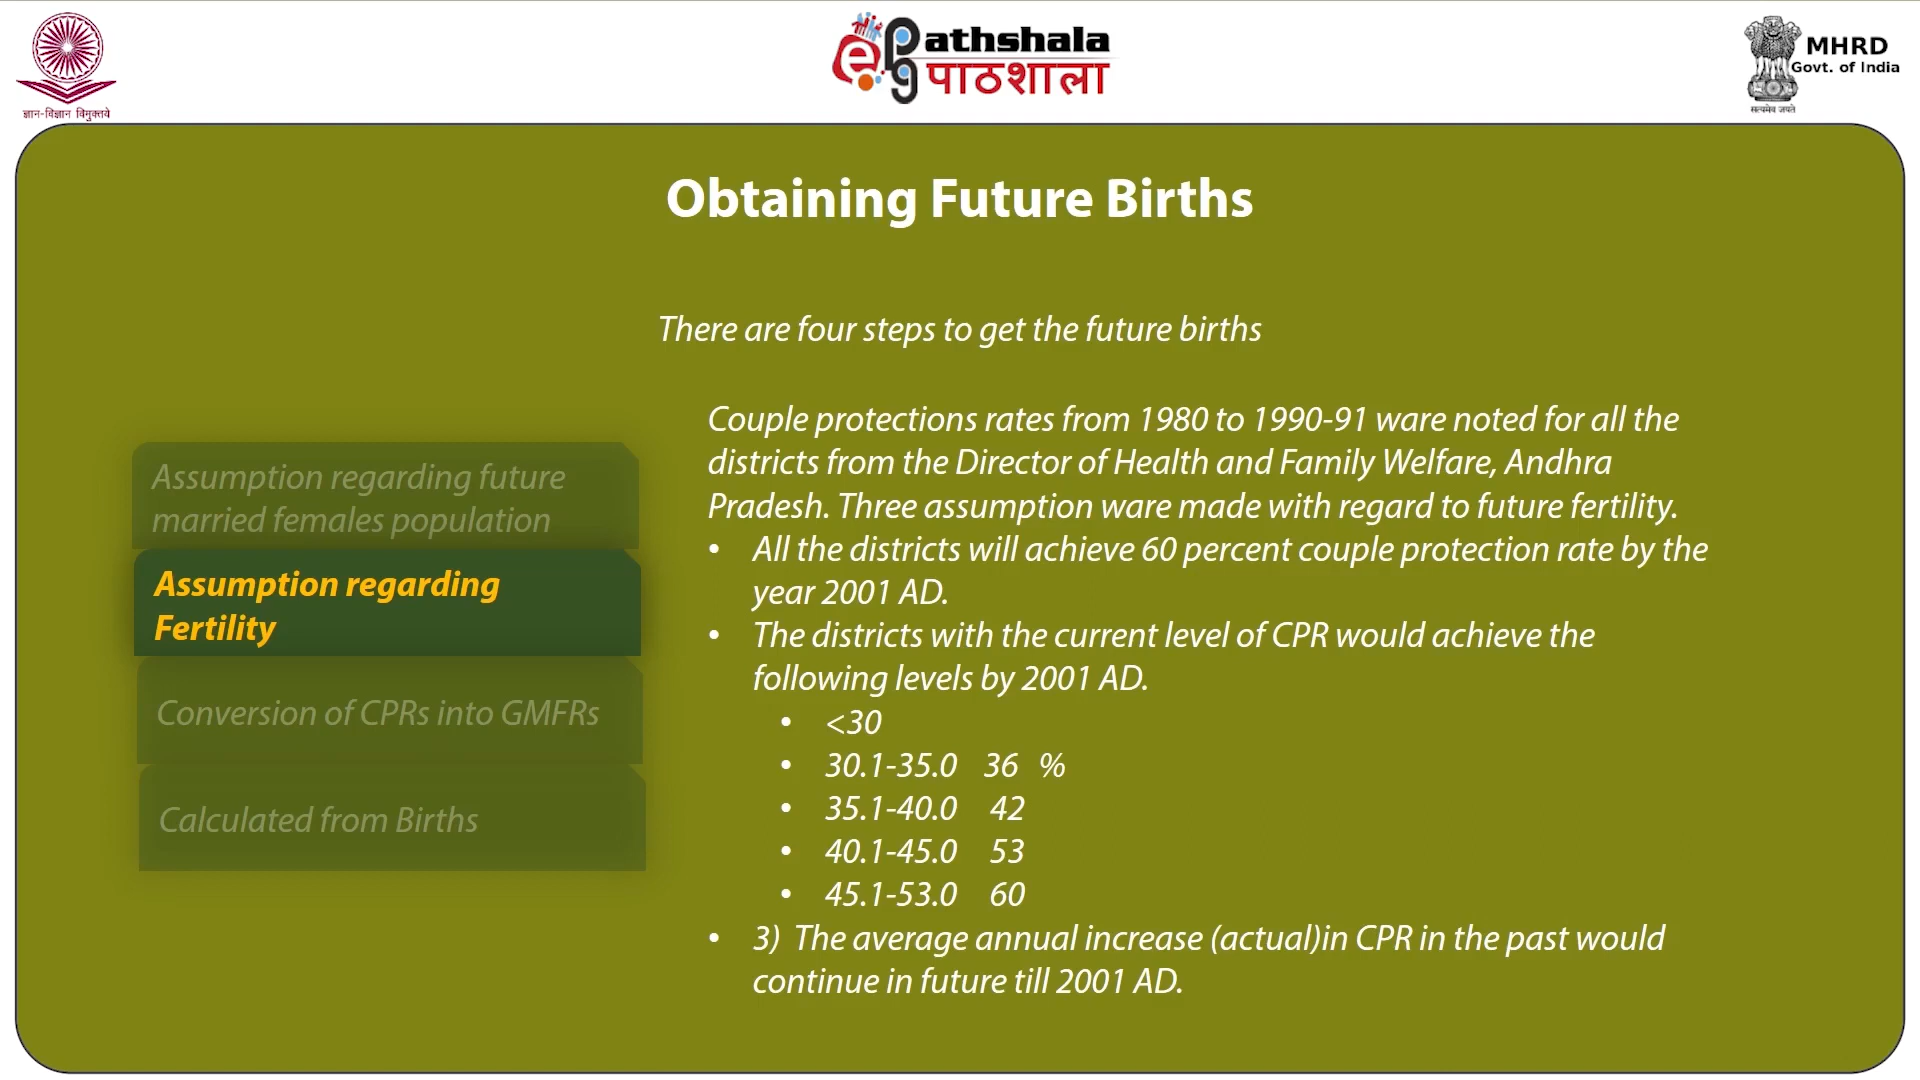 ज्ञान-विज्ञान विमुक्तये
ePg athshala
पाठशाला
MHRD
Govt. of India
सत्यमेव जयते
Obtaining Future Births
There are four steps to get the future births
Assumption regarding future
married females population
Assumption regarding
Fertility
Conversion of CPRs into GMFRs
Calculated from Births
Couple protections rates from 1980 to 1990-91 ware noted for all the
districts from the Director of Health and Family Welfare, Andhra
Pradesh. Three assumption ware made with regard to future fertility.
• All the districts will achieve 60 percent couple protection rate by the
year 2001 AD.
• The districts with the current level of CPR would achieve the
following levels by 2001 AD.
• <30
• 30.1-35.0 36 %
• 35.1-40.0 42
• 40.1-45.0 53
• 45.1-53.0 60
• 3) The average annual increase (actual)in CPR in the past would
continue in future till 2001 AD.